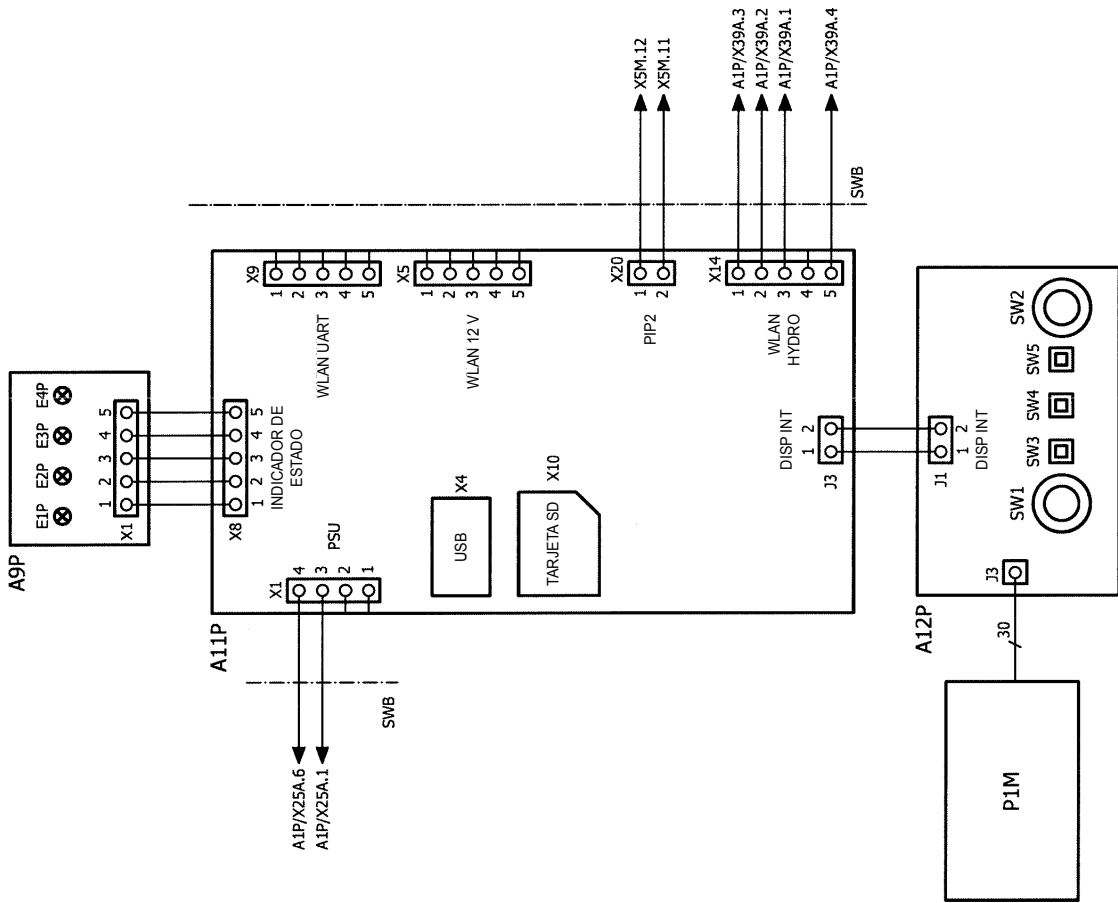 A9P
E1P E2P E3P E4P
X1
1 2 3 4 5
A11P
X8
1 2 3 4 5
INDICADOR DE
ESTADO
X1
4
3
2
1
PSU
A1P/X25A.6
A1P/X25A.1
SWB
X4
USB
X10
TARJETA SD
X9
1
2
3
4
5
WLAN UART
X5
1
2
3
4
5
WLAN 12 V
X20
1
2
PIP2
X5M.12
X5M.11
X14
1
2
3
4
5
WLAN
HYDRO
A1P/X39A.3
A1P/X39A.2
A1P/X39A.1
A1P/X39A.4
SWB
DISP INT
1 2
J3
A12P
J1
1 2
DISP INT
SW1 SW3 SW4 SW5 SW2
J3
30
P1M